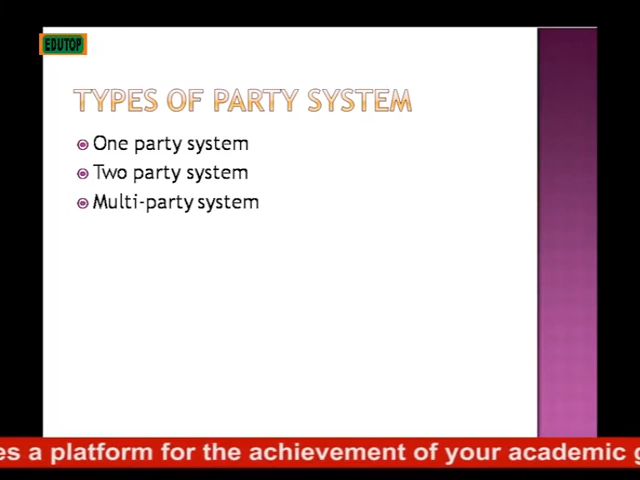 EDUTOP
TYPES OF PARTY SYSTEM
One party system
Two party system
Multi-party system
a platform for the achievement of your academic